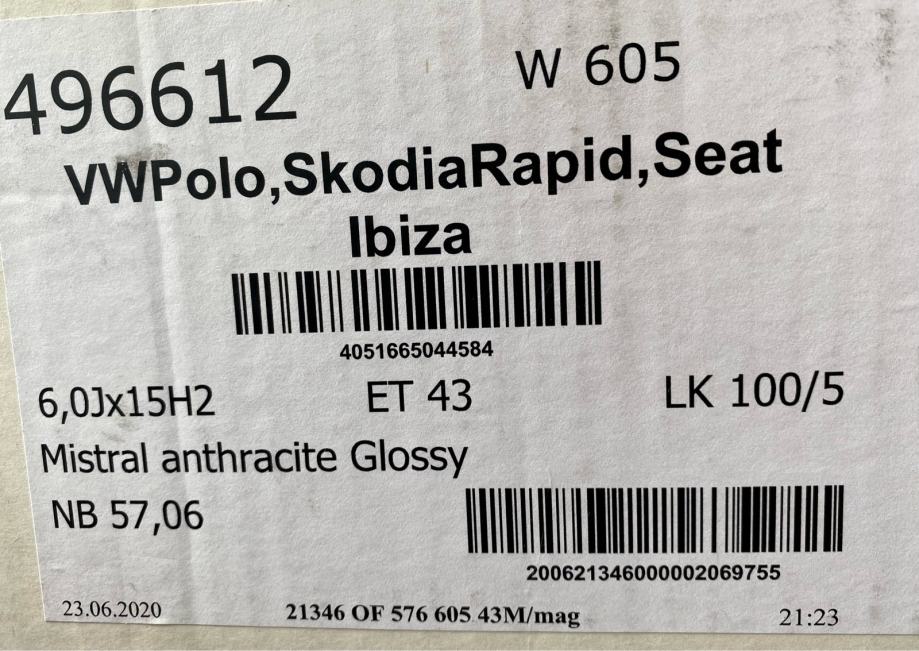 496612 W 605
VWPolo,SkodiaRapid,Seat
Ibiza
4051665044584
6,0Jx15H2 ET 43 LK 100/5
Mistral anthracite Glossy
NB 57,06
200621346000002069755
23.06.2020 21346 OF 576 605 43M/mag 21:23